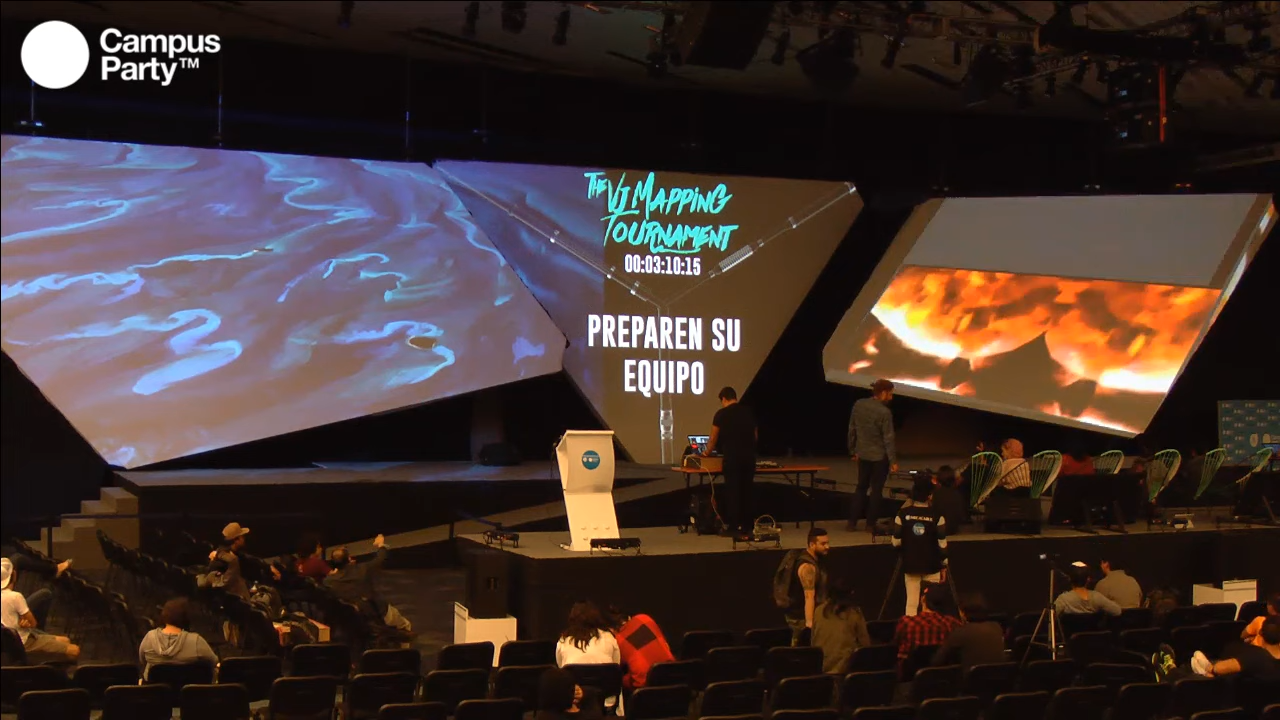 Campus
Party™
THE VJ MAPPING
TOURNAMENT
00:03:10:15
PREPAREN SU
EQUIPO